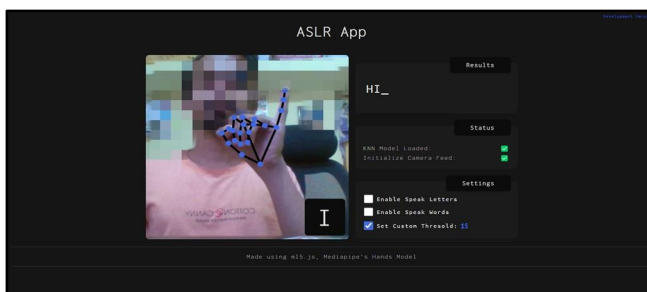 ASLR App
Results
HI_
Status
KNN Model Loaded:
Initialize Camera Feed:
Settings
Enable Speak Letters
Enable Speak Words
Set Custom Thresold: 15
I
Made using ml5.js, Mediapipe's Hands Model